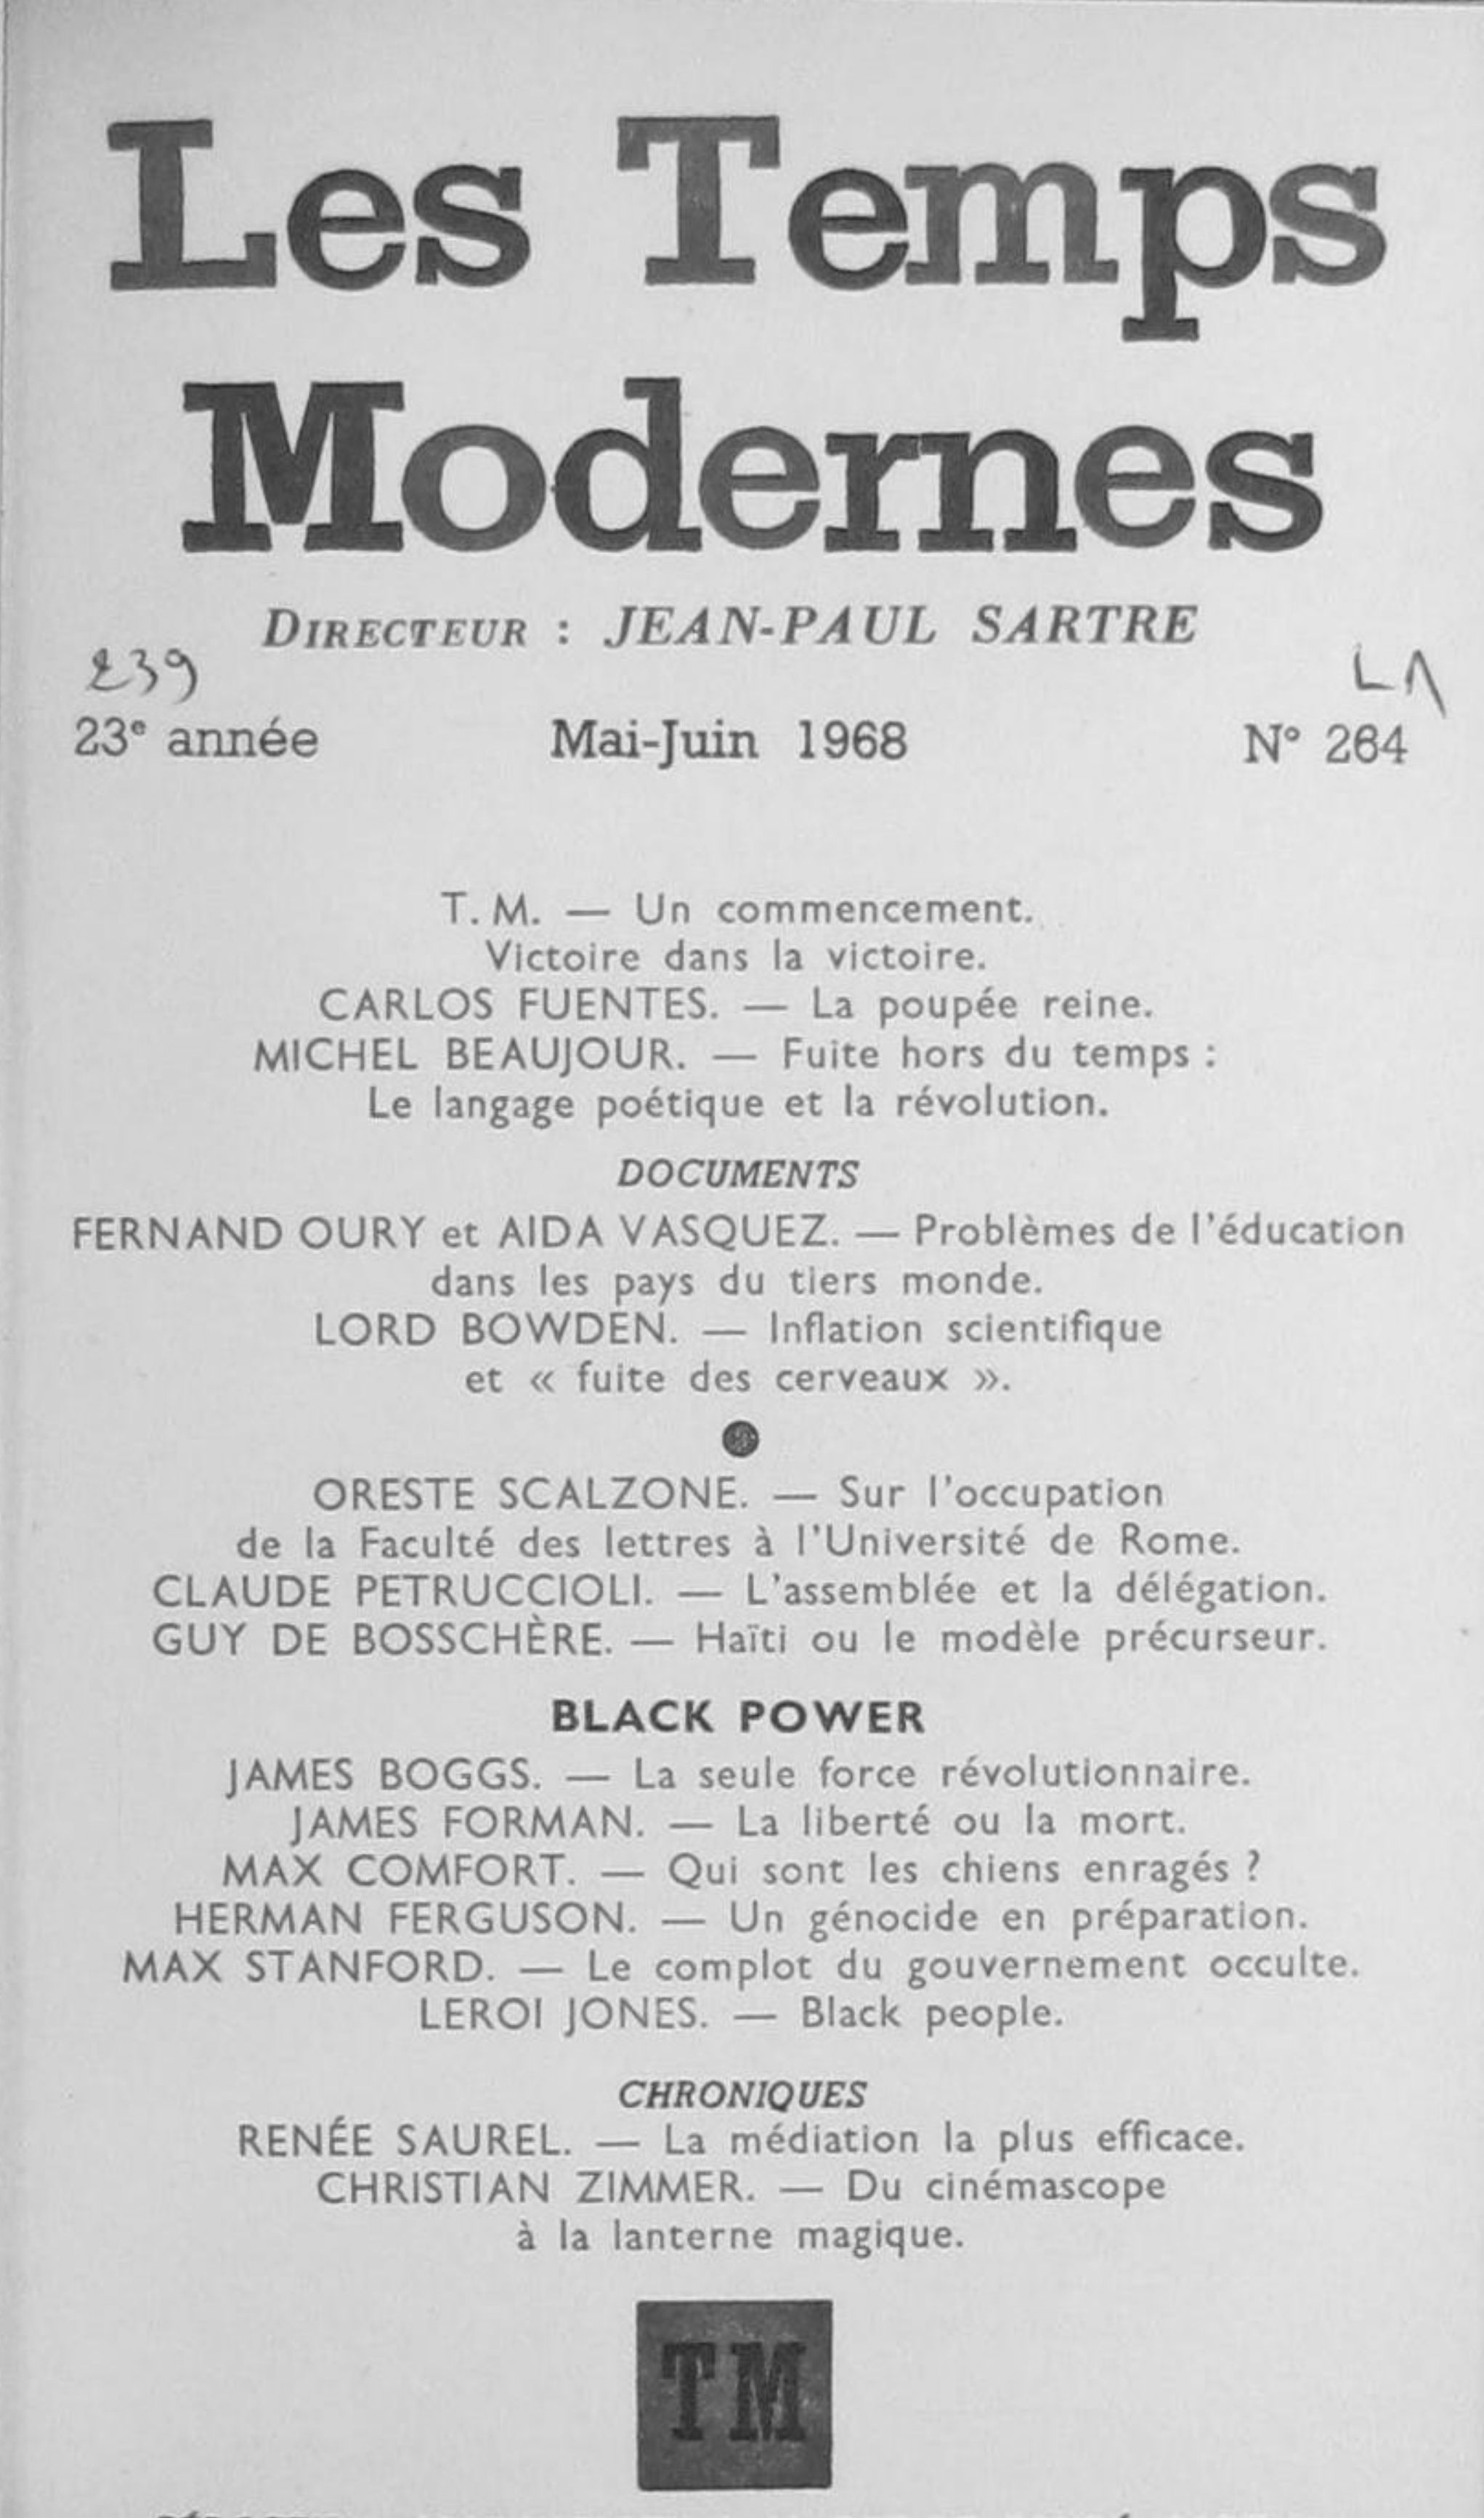 Les Temps
Modernes
DIRECTEUR : JEAN-PAUL SARTRE
239
23e année Mai-Juin 1968 N° 264
T. M. — Un commencement.
Victoire dans la victoire.
CARLOS FUENTES. — La poupée reine.
MICHEL BEAUJOUR. — Fuite hors du temps :
Le langage poétique et la révolution.
DOCUMENTS
FERNAND OURY et AIDA VASQUEZ. — Problèmes de l'éducation
dans les pays du tiers monde.
LORD BOWDEN. — Inflation scientifique
et « fuite des cerveaux ».
ORESTE SCALZONE. — Sur l'occupation
de la Faculté des lettres à l'Université de Rome.
CLAUDE PETRUCCIOLI. — L'assemblée et la délégation.
GUY DE BOSSCHÈRE. — Haïti ou le modèle précurseur.
BLACK POWER
JAMES BOGGS. — La seule force révolutionnaire.
JAMES FORMAN. — La liberté ou la mort.
MAX COMFORT. — Qui sont les chiens enragés ?
HERMAN FERGUSON. — Un génocide en préparation.
MAX STANFORD. — Le complot du gouvernement occulte.
LEROI JONES. — Black people.
CHRONIQUES
RENÉE SAUREL. — La médiation la plus efficace.
CHRISTIAN ZIMMER. — Du cinémascope
à la lanterne magique.
TM